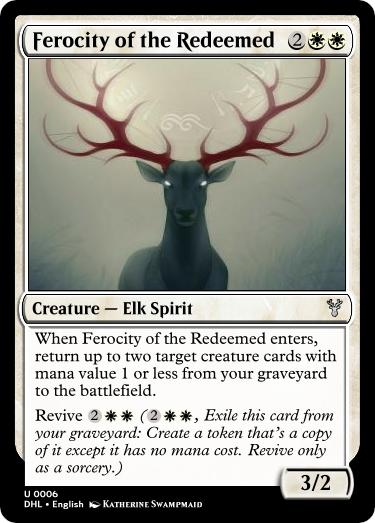 Ferocity of the Redeemed 2
Creature — Elk Spirit
When Ferocity of the Redeemed enters,
return up to two target creature cards with
mana value 1 or less from your graveyard
to the battlefield.
Revive 2 (2, Exile this card from
your graveyard: Create a token that's a copy
of it except it has no mana cost. Revive only
as a sorcery.)
3/2
U 0006
DHL • English Katherine Swampmaid